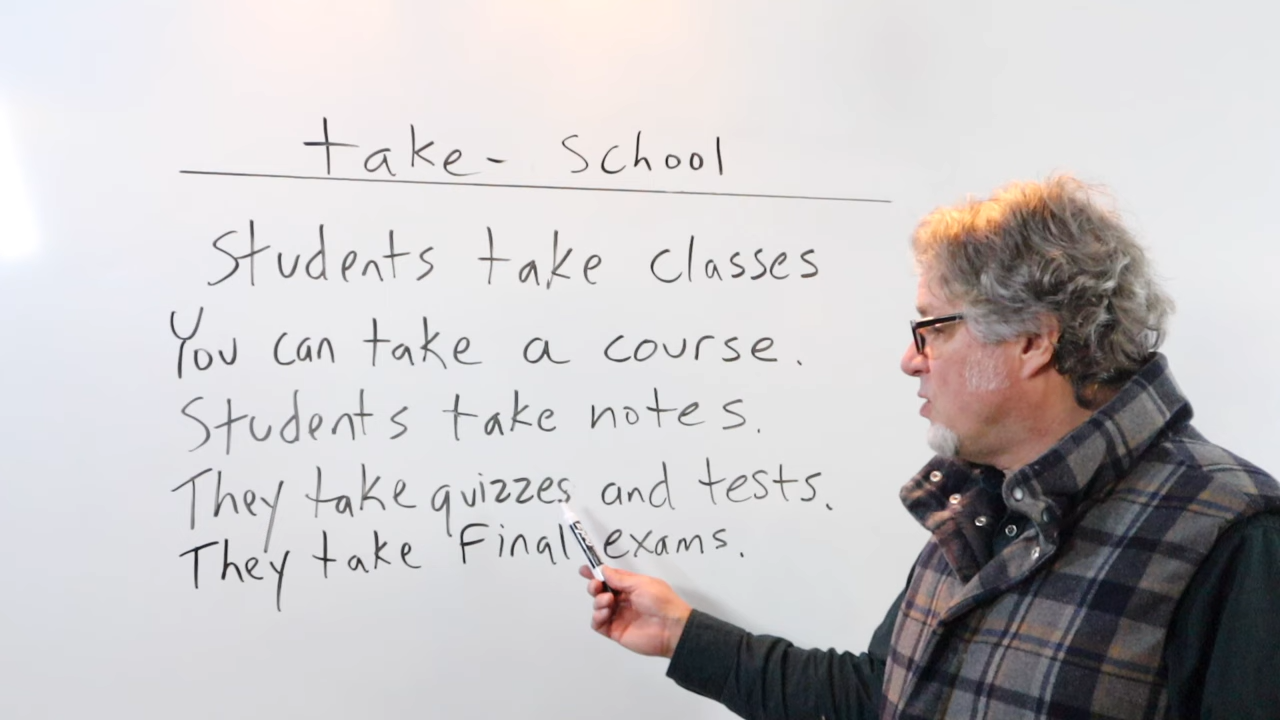 take - School
Students take classes
You can take a course.
Students take notes.
They take quizzes and tests.
They take Final exams.